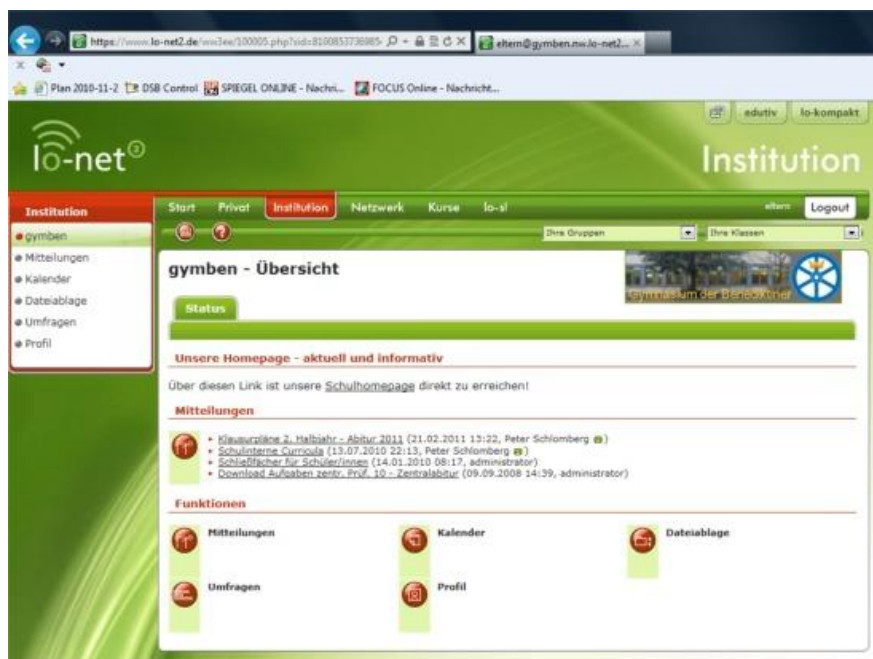 https://www.lo-net2.de/ww3ee/100005.php?sid=8100853736985
eltern@gymben.nw.lo-net2...
Plan 2010-11-2 DSB Control SPIEGEL ONLINE - Nachri... FOCUS Online - Nachricht...
edutiv lo-kompakt
lo-net²
Institution
Institution
Start Privat Institution Netzwerk Kurse lo-sl
eltern Logout
Ihre Gruppen Ihre Klassen
gymben
Mitteilungen
Kalender
Dateiablage
Umfragen
Profil
gymben - Übersicht
Gymnasium der Benediktiner
Status
Unsere Homepage - aktuell und informativ
Über diesen Link ist unsere Schulhomepage direkt zu erreichen!
Mitteilungen
Klausurpläne 2. Halbjahr - Abitur 2011 (21.02.2011 13:22, Peter Schlomberg)
Schulinterne Curricula (13.07.2010 22:13, Peter Schlomberg)
Schließfächer für Schüler/innen (14.01.2010 08:17, administrator)
Download Aufgaben zentr. Prüf. 10 - Zentralabitur (09.09.2008 14:39, administrator)
Funktionen
Mitteilungen Kalender Dateiablage
Umfragen Profil